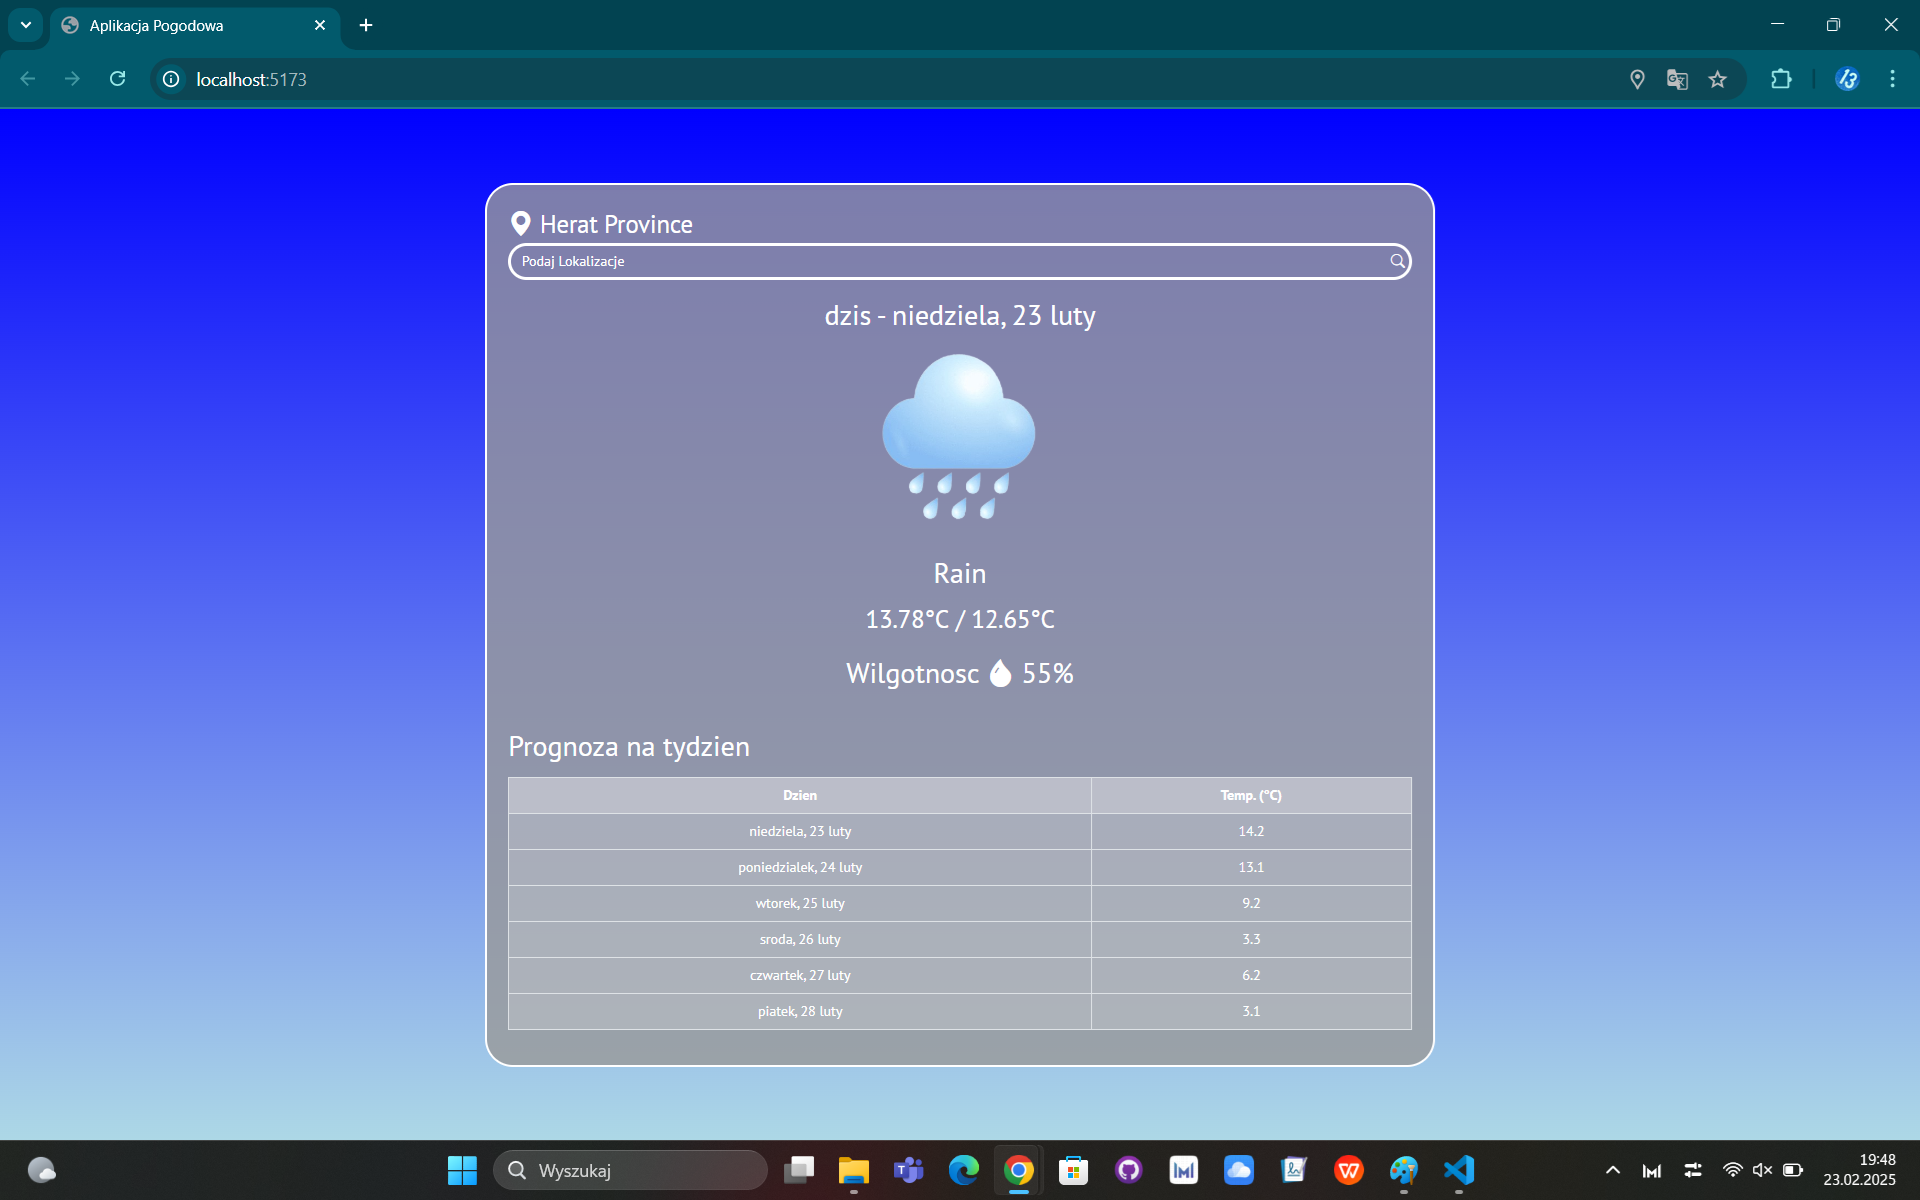 Aplikacja Pogodowa
localhost:5173
Herat Province
Podaj Lokalizacje
dzis - niedziela, 23 luty
Rain
13.78°C / 12.65°C
Wilgotnosc 55%
Prognoza na tydzien
Dzien Temp. (°C)
niedziela, 23 luty 14.2
poniedzialek, 24 luty 13.1
wtorek, 25 luty 9.2
sroda, 26 luty 3.3
czwartek, 27 luty 6.2
piatek, 28 luty 3.1
Wyszukaj
19:48
23.02.2025